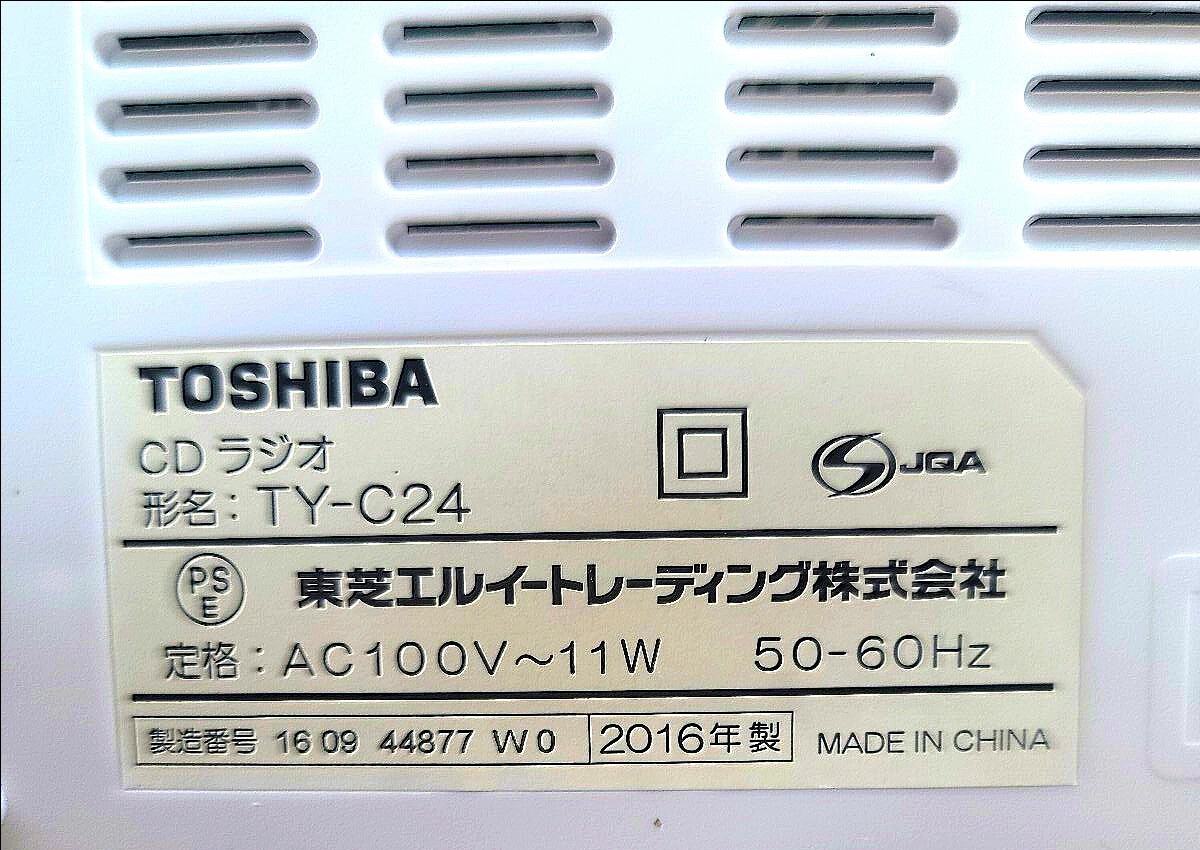 TOSHIBA
CD ラジオ
形名：TY-C24
JQA
PS
E
東芝エルイートレーディング株式会社
定格：AC100V～11W 50-60Hz
製造番号 16 09 44877 W 0 2016年製 MADE IN CHINA